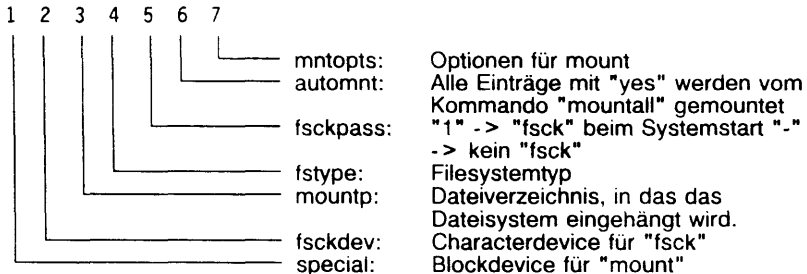 1 2 3 4 5 6 7
mntopts: Optionen für mount
automnt: Alle Einträge mit "yes" werden vom
Kommando "mountall" gemountet
fsckpass: "1" -> "fsck" beim Systemstart "-"
-> kein "fsck"
fstype: Filesystemtyp
mountp: Dateiverzeichnis, in das das
Dateisystem eingehängt wird.
fsckdev: Characterdevice für "fsck"
special: Blockdevice für "mount"